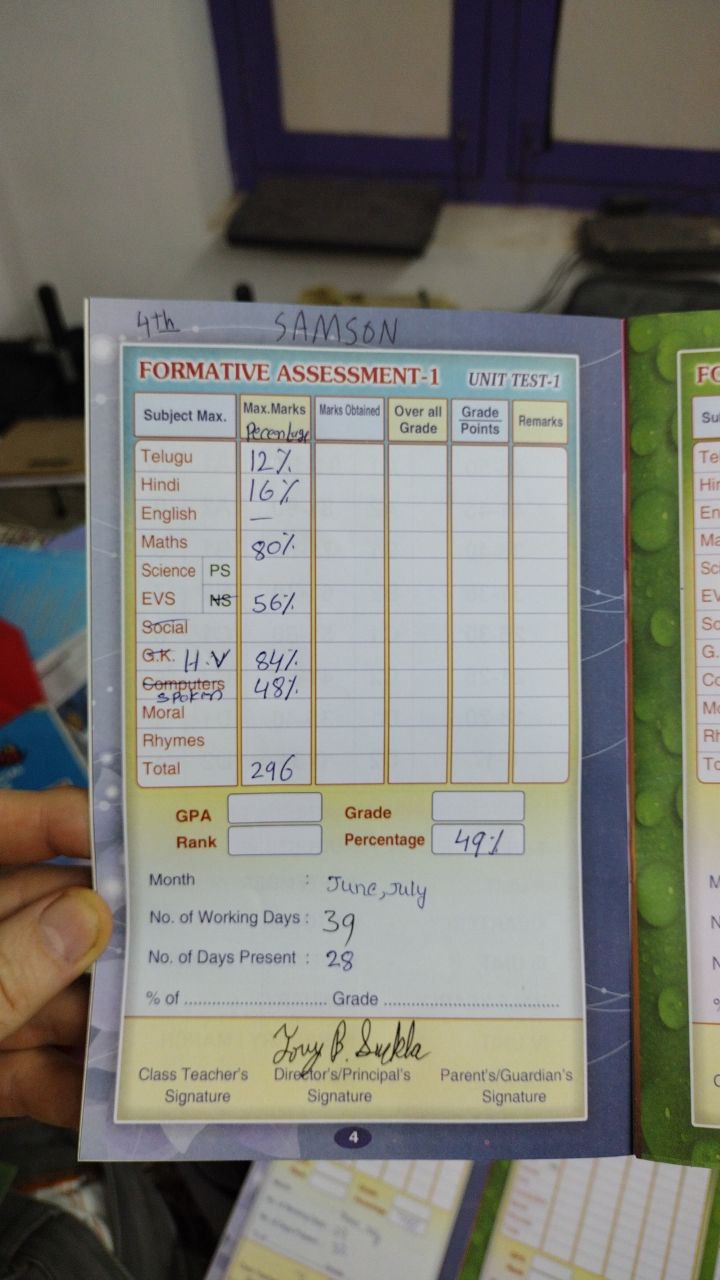 4th SAMSON
FORMATIVE ASSESSMENT-1 UNIT TEST-1
Subject Max. Max.Marks Pecentage Marks Obtained Over all Grade Grade Points Remarks
Telugu 12%
Hindi 16%
English —
Maths 80%
Science PS
EVS NS 56%
Social
G.K. H.V 84%
Computers spoken 48%
Moral
Rhymes
Total 296
GPA Grade
Rank Percentage 49%
Month : June, July
No. of Working Days : 39
No. of Days Present : 28
% of ................................ Grade .......................................
Tony B. Suekla
Class Teacher's Signature Director's/Principal's Signature Parent's/Guardian's Signature
4